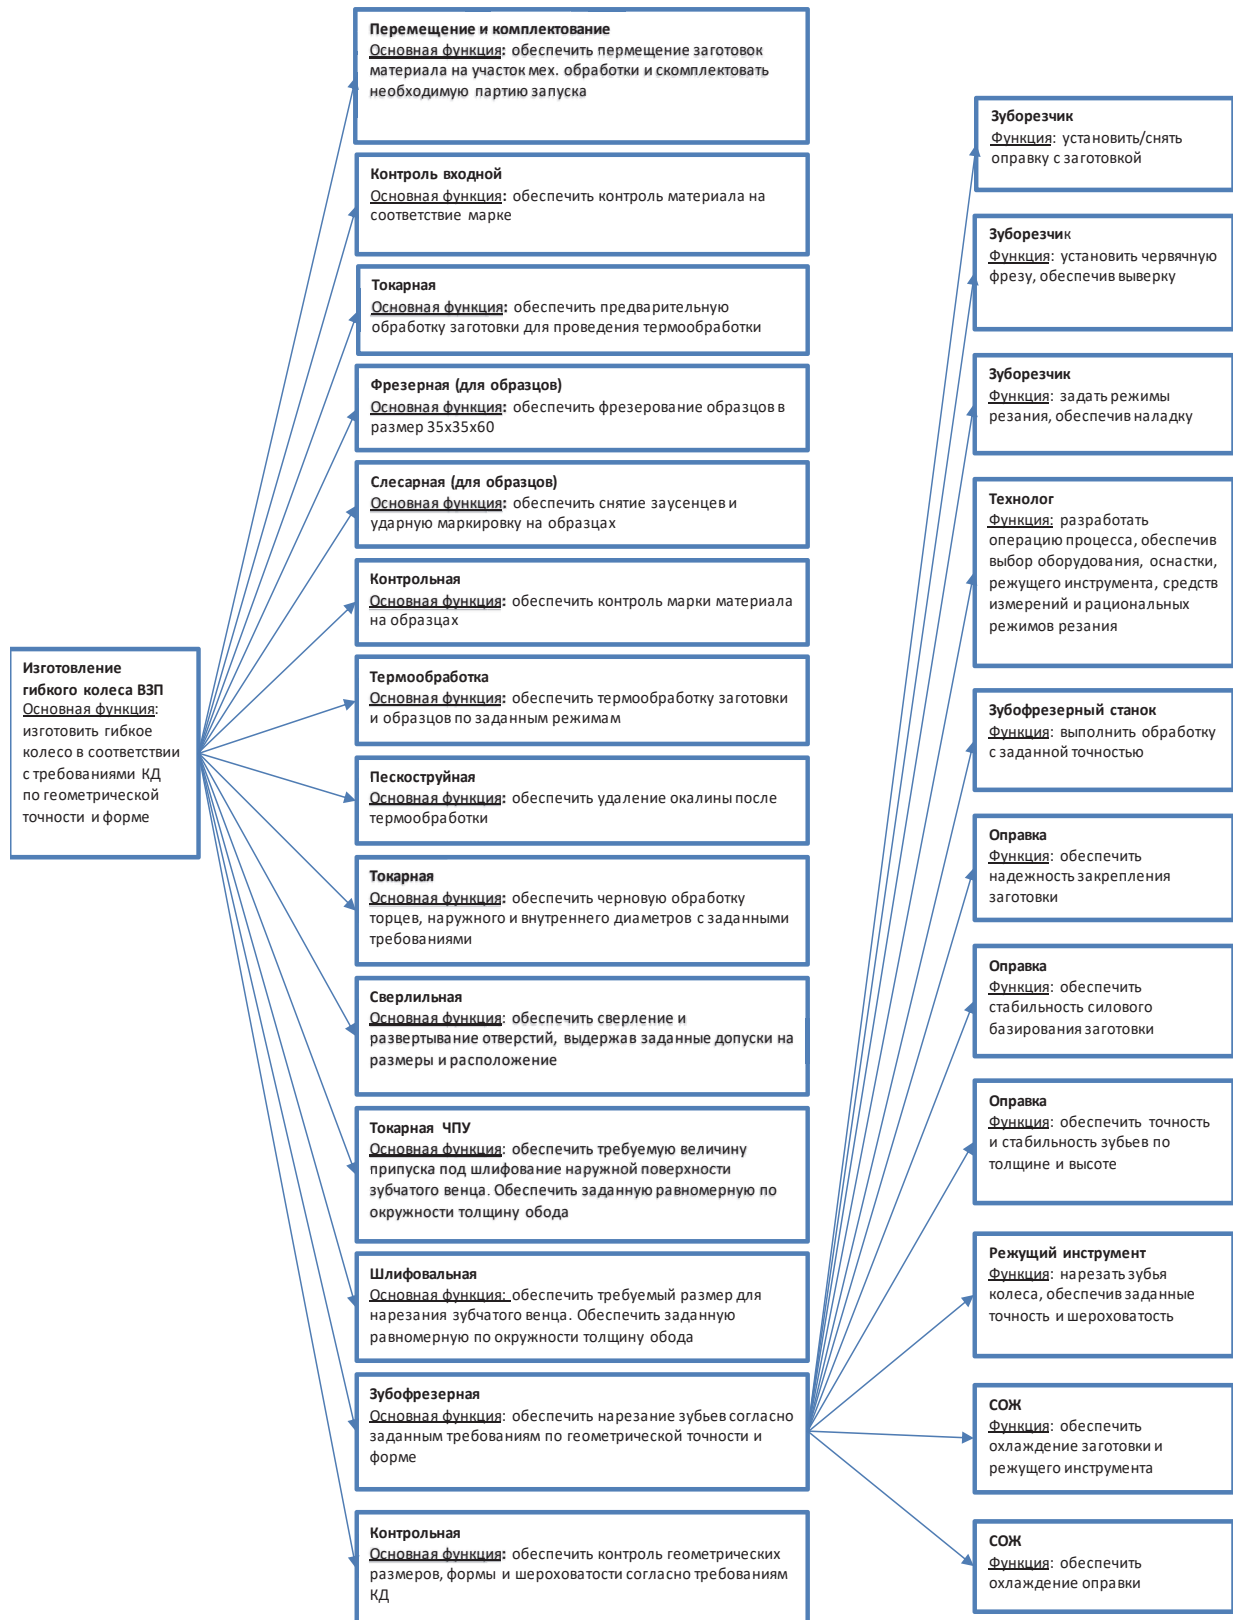 Изготовление
гибкого колеса ВЗП
Основная функция:
изготовить гибкое
колесо в соответствии
с требованиями КД
по геометрической
точности и форме
Перемещение и комплектование
Основная функция: обеспечить пермещение заготовок
материала на участок мех. обработки и скомплектовать
необходимую партию запуска
Контроль входной
Основная функция: обеспечить контроль материала на
соответствие марке
Токарная
Основная функция: обеспечить предварительную
обработку заготовки для проведения термообработки
Фрезерная (для образцов)
Основная функция: обеспечить фрезерование образцов в
размер 35х35х60
Слесарная (для образцов)
Основная функция: обеспечить снятие заусенцев и
ударную маркировку на образцах
Контрольная
Основная функция: обеспечить контроль марки материала
на образцах
Термообработка
Основная функция: обеспечить термообработку заготовки
и образцов по заданным режимам
Пескоструйная
Основная функция: обеспечить удаление окалины после
термообработки
Токарная
Основная функция: обеспечить черновую обработку
торцев, наружного и внутреннего диаметров с заданными
требованиями
Сверлильная
Основная функция: обеспечить сверление и
развертывание отверстий, выдержав заданные допуски на
размеры и расположение
Токарная ЧПУ
Основная функция: обеспечить требуемую величину
припуска под шлифование наружной поверхности
зубчатого венца. Обеспечить заданную равномерную по
окружности толщину обода
Шлифовальная
Основная функция: обеспечить требуемый размер для
нарезания зубчатого венца. Обеспечить заданную
равномерную по окружности толщину обода
Зубофрезерная
Основная функция: обеспечить нарезание зубьев согласно
заданным требованиям по геометрической точности и
форме
Контрольная
Основная функция: обеспечить контроль геометрических
размеров, формы и шероховатости согласно требованиям
КД
Зуборезчик
Функция: установить/снять
оправку с заготовкой
Зуборезчик
Функция: установить червячную
фрезу, обеспечив выверку
Зуборезчик
Функция: задать режимы
резания, обеспечив наладку
Технолог
Функция: разработать
операцию процесса, обеспечив
выбор оборудования, оснастки,
режущего инструмента, средств
измерений и рациональных
режимов резания
Зубофрезерный станок
Функция: выполнить обработку
с заданной точностью
Оправка
Функция: обеспечить
надежность закрепления
заготовки
Оправка
Функция: обеспечить
стабильность силового
базирования заготовки
Оправка
Функция: обеспечить точность
и стабильность зубьев по
толщине и высоте
Режущий инструмент
Функция: нарезать зубья
колеса, обеспечив заданные
точность и шероховатость
СОЖ
Функция: обеспечить
охлаждение заготовки и
режущего инструмента
СОЖ
Функция: обеспечить
охлаждение оправки